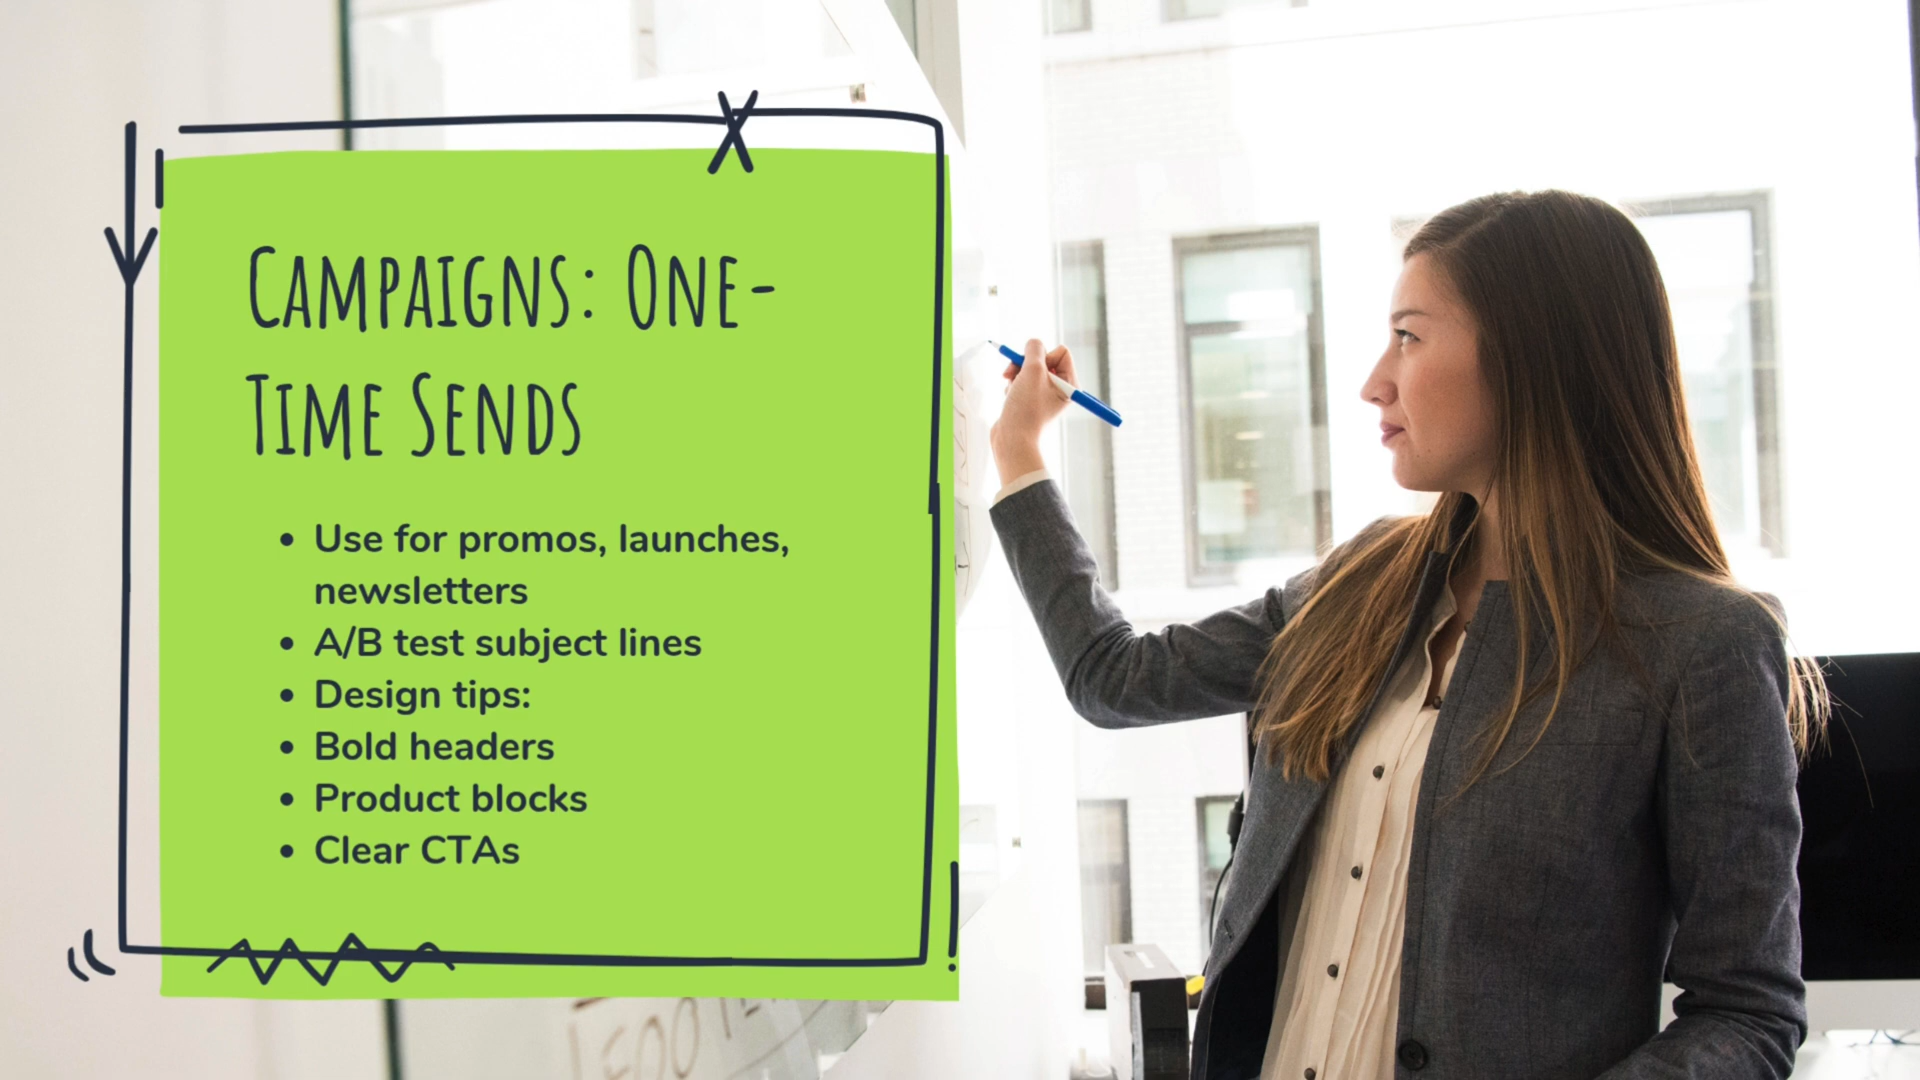 Campaigns: One-
Time Sends
• Use for promos, launches,
newsletters
• A/B test subject lines
• Design tips:
• Bold headers
• Product blocks
• Clear CTAs